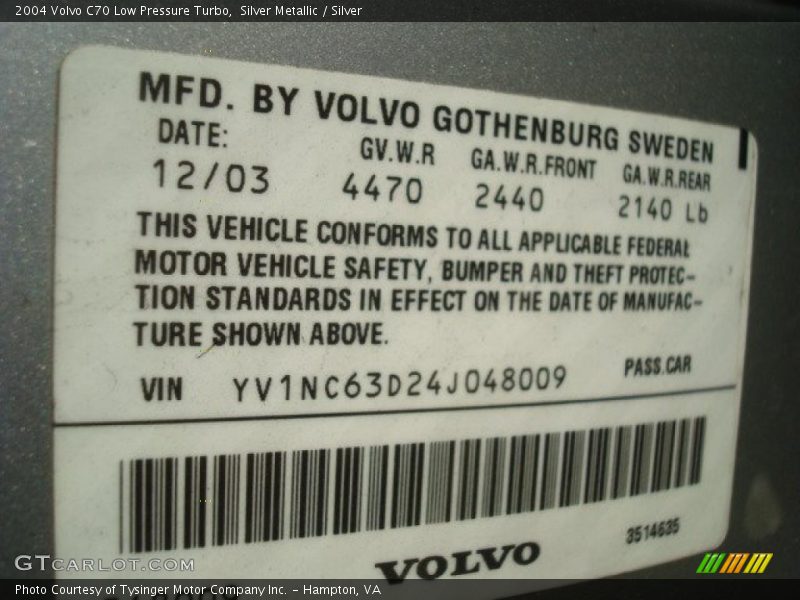 2004 Volvo C70 Low Pressure Turbo,  Silver Metallic / Silver
MFD. BY VOLVO GOTHENBURG SWEDEN
DATE: GV.W.R GA.W.R.FRONT GA.W.R.REAR
12/03 4470 2440 2140 Lb
THIS VEHICLE CONFORMS TO ALL APPLICABLE FEDERAL
MOTOR VEHICLE SAFETY, BUMPER AND THEFT PROTEC-
TION STANDARDS IN EFFECT ON THE DATE OF MANUFAC-
TURE SHOWN ABOVE.
VIN YV1NC63D24J048009 PASS.CAR
VOLVO 3514635
GTcarlot.com
Photo Courtesy of Tysinger Motor Company Inc. - Hampton, VA